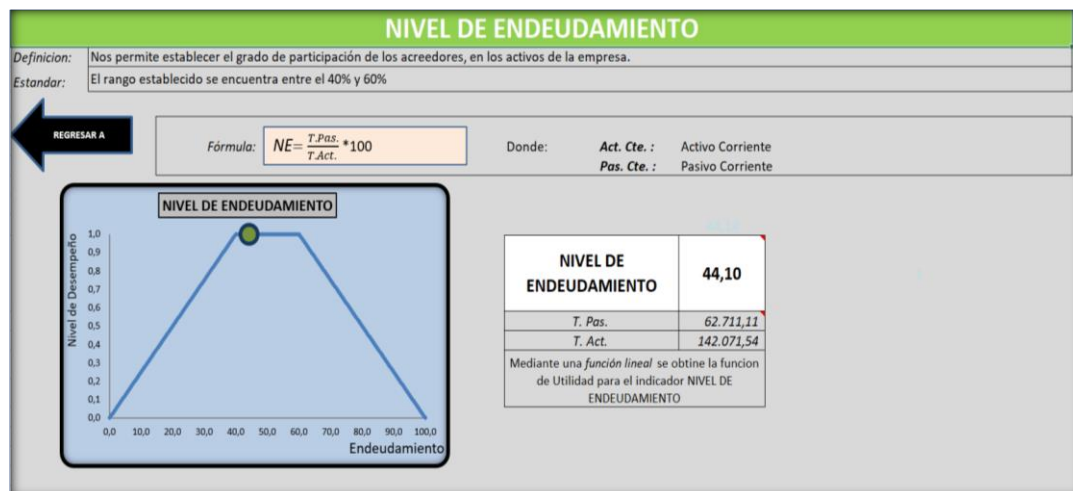 NIVEL DE ENDEUDAMIENTO
Definicion: Nos permite establecer el grado de participación de los acreedores, en los activos de la empresa.
Estandar: El rango establecido se encuentra entre el 40% y 60%
REGRESAR A
Fórmula: NE= T.Pas. / T.Act. *100
Donde: Act. Cte. : Activo Corriente
Pas. Cte. : Pasivo Corriente
NIVEL DE ENDEUDAMIENTO
Nivel de Desempeño
1,0
0,9
0,8
0,7
0,6
0,5
0,4
0,3
0,2
0,1
0,0
0,0 10,0 20,0 30,0 40,0 50,0 60,0 70,0 80,0 90,0 100,0
Endeudamiento
44,10
NIVEL DE
ENDEUDAMIENTO
44,10
T. Pas. 62.711,11
T. Act. 142.071,54
Mediante una función lineal se obtine la funcion
de Utilidad para el indicador NIVEL DE
ENDEUDAMIENTO